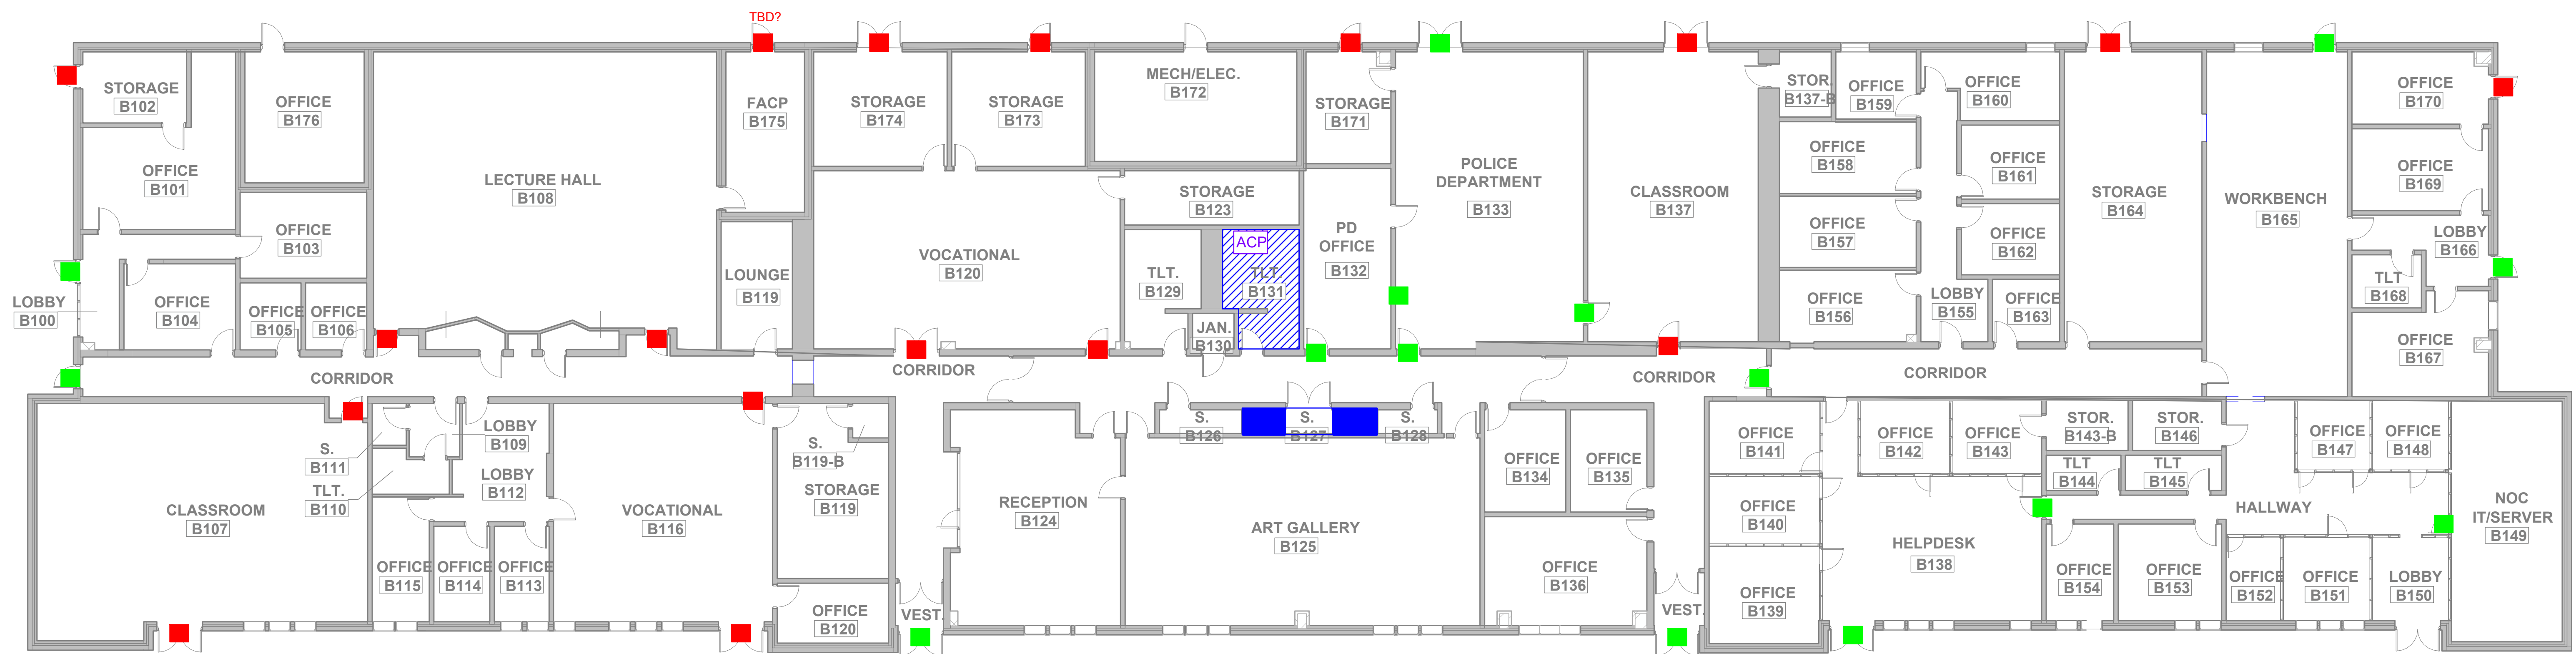 TBD?
STORAGE
B102
OFFICE
B176
OFFICE
B101
LECTURE HALL
B108
FACP
B175
STORAGE
B174
STORAGE
B173
MECH/ELEC.
B172
STORAGE
B171
POLICE
DEPARTMENT
B133
CLASSROOM
B137
STOR.
B137-B
OFFICE
B159
OFFICE
B160
OFFICE
B158
OFFICE
B161
STORAGE
B164
WORKBENCH
B165
OFFICE
B170
OFFICE
B169
OFFICE
B103
LOUNGE
B119
VOCATIONAL
B120
STORAGE
B123
ACP
TLT.
B129
TLT.
B131
JAN.
B130
PD
OFFICE
B132
OFFICE
B157
OFFICE
B162
OFFICE
B156
LOBBY
B155
OFFICE
B163
LOBBY
B166
TLT
B168
OFFICE
B167
LOBBY
B100
OFFICE
B104
OFFICE
B105
OFFICE
B106
CORRIDOR
CORRIDOR
CORRIDOR
CORRIDOR
CLASSROOM
B107
S.
B111
TLT.
B110
LOBBY
B109
LOBBY
B112
OFFICE
B115
OFFICE
B114
OFFICE
B113
VOCATIONAL
B116
S.
B119-B
STORAGE
B119
OFFICE
B120
VEST.
RECEPTION
B124
S.
B126
S.
B127
S.
B128
ART GALLERY
B125
OFFICE
B134
OFFICE
B135
OFFICE
B136
VEST.
OFFICE
B141
OFFICE
B140
OFFICE
B139
OFFICE
B142
OFFICE
B143
HELPDESK
B138
STOR.
B143-B
STOR.
B146
TLT
B144
TLT
B145
OFFICE
B147
OFFICE
B148
HALLWAY
OFFICE
B154
OFFICE
B153
OFFICE
B152
OFFICE
B151
LOBBY
B150
NOC
IT/SERVER
B149